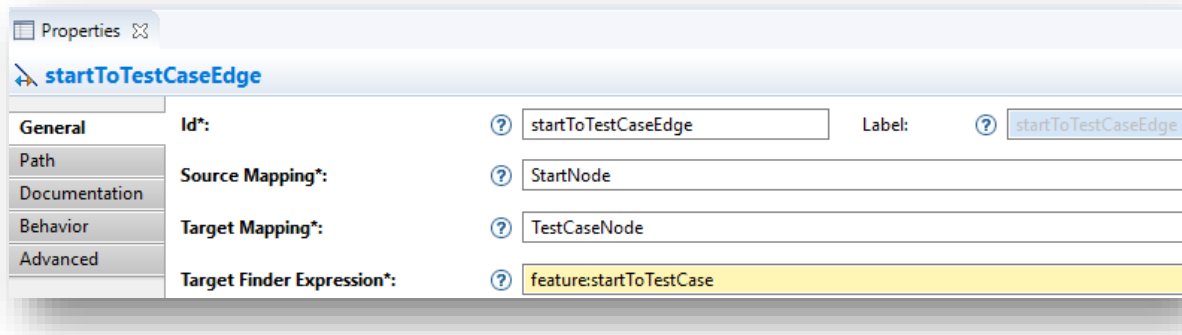 Properties
startToTestCaseEdge
General
Id*: ? startToTestCaseEdge Label: ? startToTestCaseEdge
Path
Source Mapping*: ? StartNode
Documentation
Behavior
Target Mapping*: ? TestCaseNode
Advanced
Target Finder Expression*: ? feature:startToTestCase